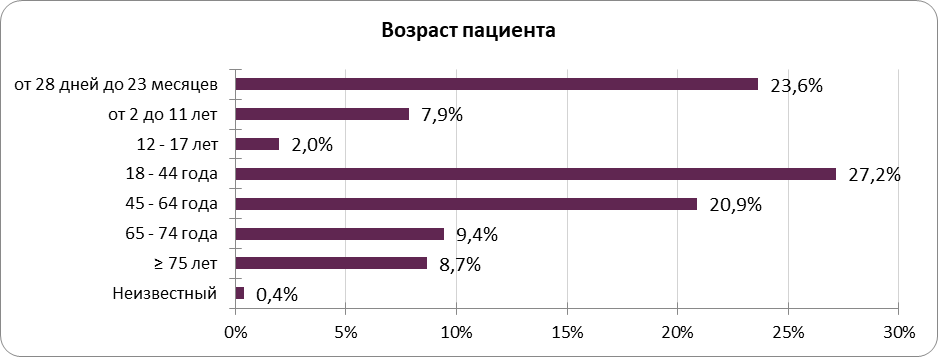 Возраст пациента
от 28 дней до 23 месяцев
23,6%
от 2 до 11 лет
7,9%
12 - 17 лет
2,0%
18 - 44 года
27,2%
45 - 64 года
20,9%
65 - 74 года
9,4%
≥ 75 лет
8,7%
Неизвестный
0,4%
0% 5% 10% 15% 20% 25% 30%